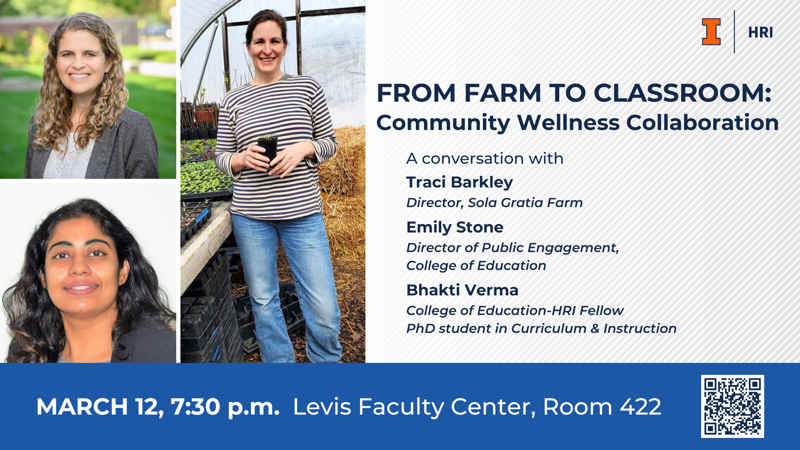 HRI
FROM FARM TO CLASSROOM:
Community Wellness Collaboration
A conversation with
Traci Barkley
Director, Sola Gratia Farm
Emily Stone
Director of Public Engagement,
College of Education
Bhakti Verma
College of Education-HRI Fellow
PhD student in Curriculum & Instruction
MARCH 12, 7:30 p.m. Levis Faculty Center, Room 422